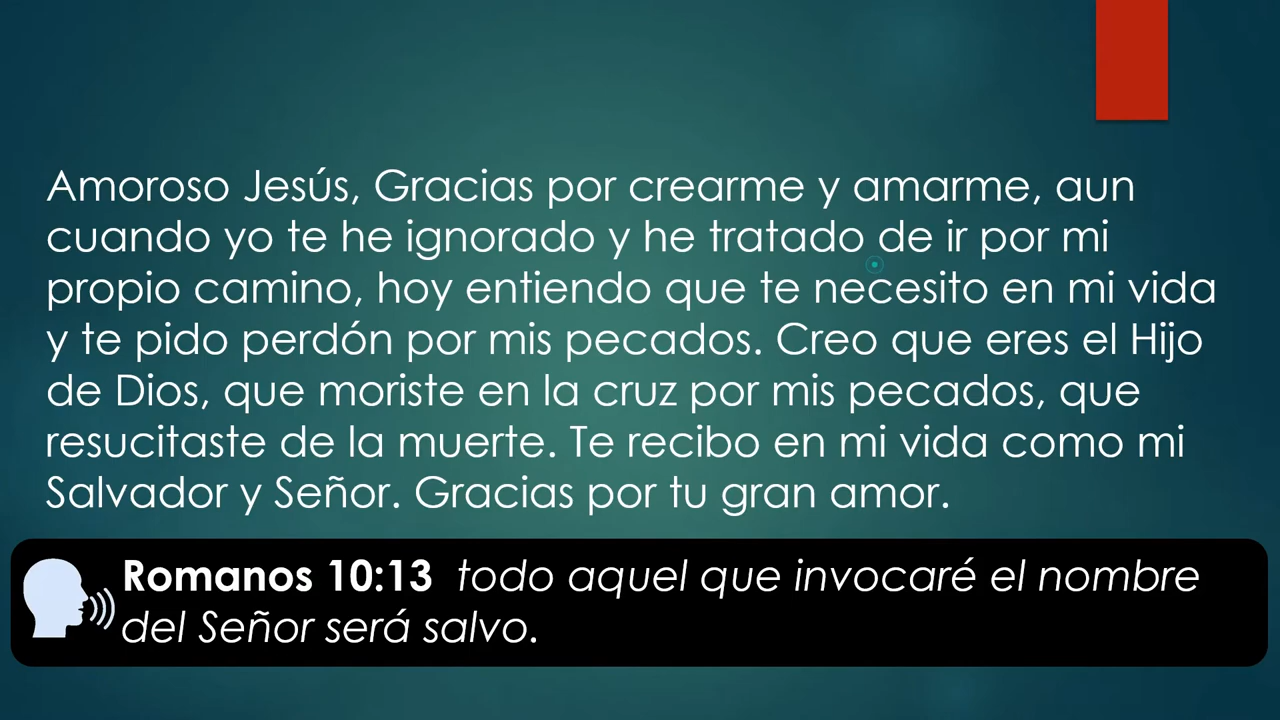 Amoroso Jesús, Gracias por crearme y amarme, aun
cuando yo te he ignorado y he tratado de ir por mi
propio camino, hoy entiendo que te necesito en mi vida
y te pido perdón por mis pecados. Creo que eres el Hijo
de Dios, que moriste en la cruz por mis pecados, que
resucitaste de la muerte. Te recibo en mi vida como mi
Salvador y Señor. Gracias por tu gran amor.
Romanos 10:13 todo aquel que invocaré el nombre
del Señor será salvo.